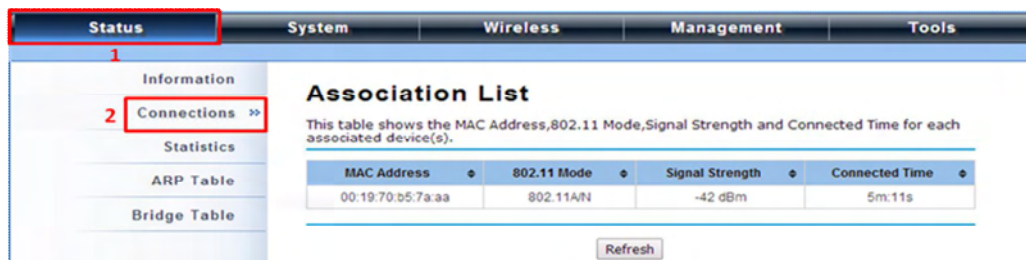 Status System Wireless Management Tools
1
Information
2 Connections »
Statistics
ARP Table
Bridge Table
Association List
This table shows the MAC Address,802.11 Mode,Signal Strength and Connected Time for each
associated device(s).
MAC Address 802.11 Mode Signal Strength Connected Time
00:19:70:b5:7a:aa 802.11A/N -42 dBm 5m:11s
Refresh